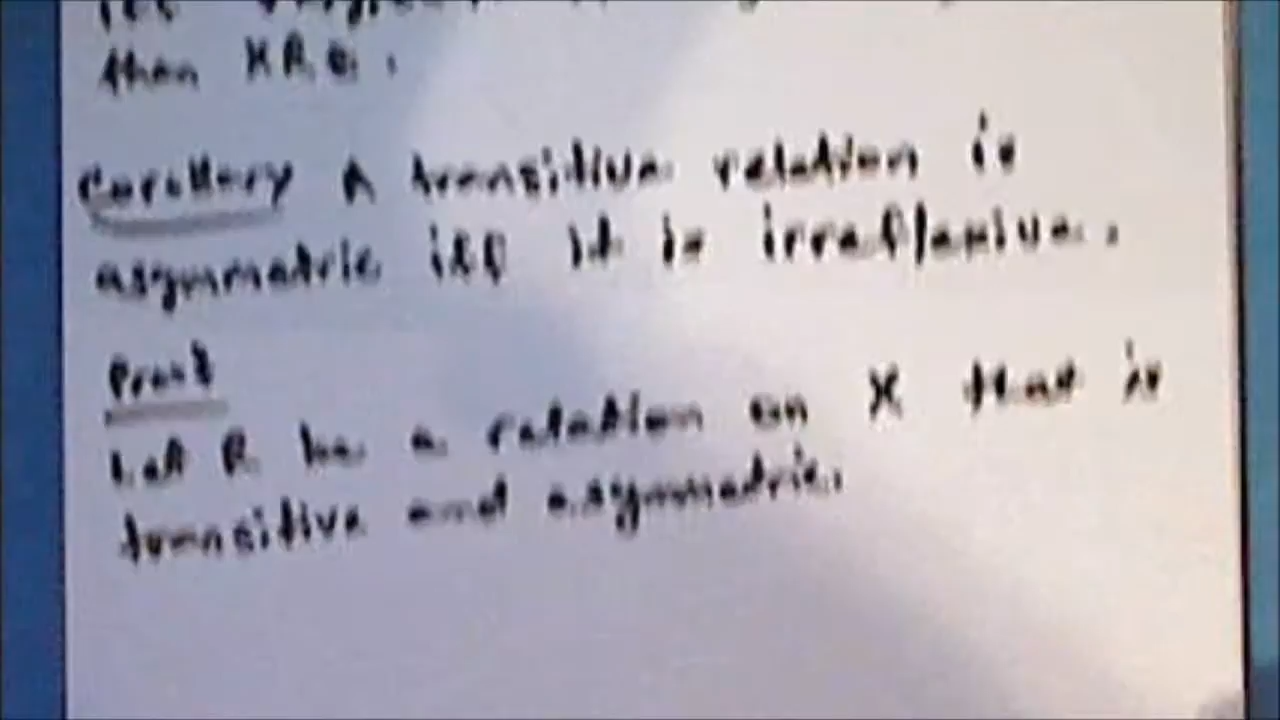 than XRB.
Corollary A transitive relation is
asymmetric iff it is irreflexive.
Proof
Let R be a relation on X that is
transitive and asymmetric.